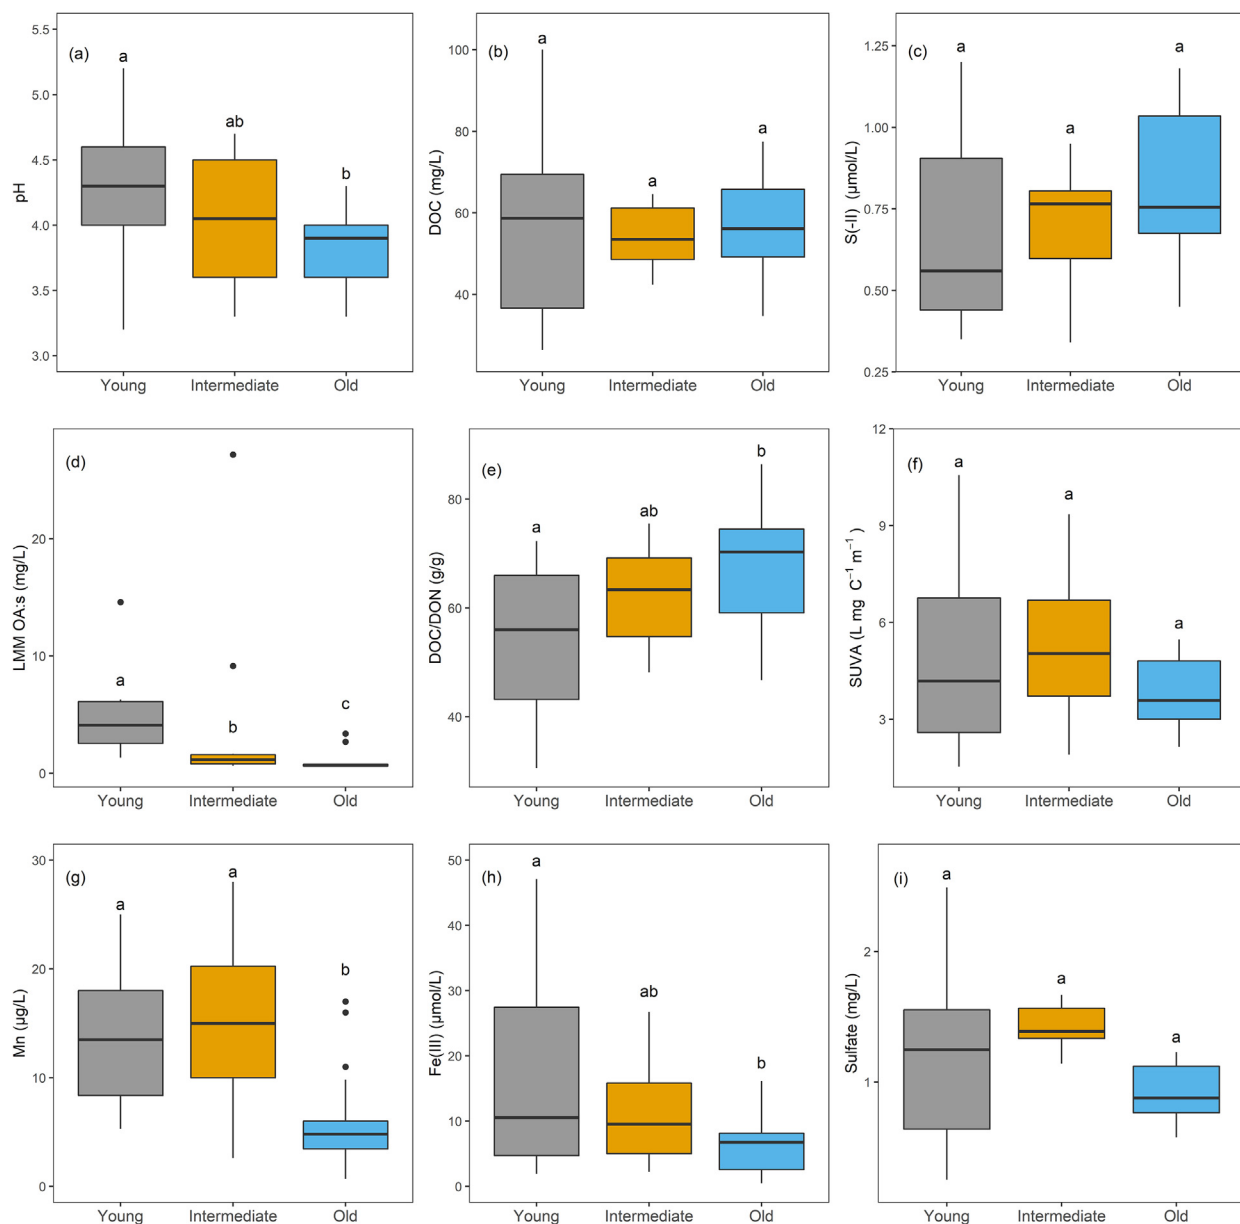 (a)
a
ab
b
5.5
5.0
4.5
4.0
3.5
3.0
pH
Young Intermediate Old
(b)
a
a
a
100
80
60
40
DOC (mg/L)
Young Intermediate Old
(c)
a
a
a
1.25
1.00
0.75
0.50
0.25
S(-II) (μmol/L)
Young Intermediate Old
(d)
a
b
c
20
10
0
LMM OA:s (mg/L)
Young Intermediate Old
(e)
a
ab
b
80
60
40
DOC/DON (g/g)
Young Intermediate Old
(f)
a
a
a
12
9
6
3
SUVA (L mg C⁻¹ m⁻¹)
Young Intermediate Old
(g)
a
a
b
30
20
10
0
Mn (μg/L)
Young Intermediate Old
(h)
a
ab
b
50
40
30
20
10
0
Fe(III) (μmol/L)
Young Intermediate Old
(i)
a
a
a
2
1
Sulfate (mg/L)
Young Intermediate Old